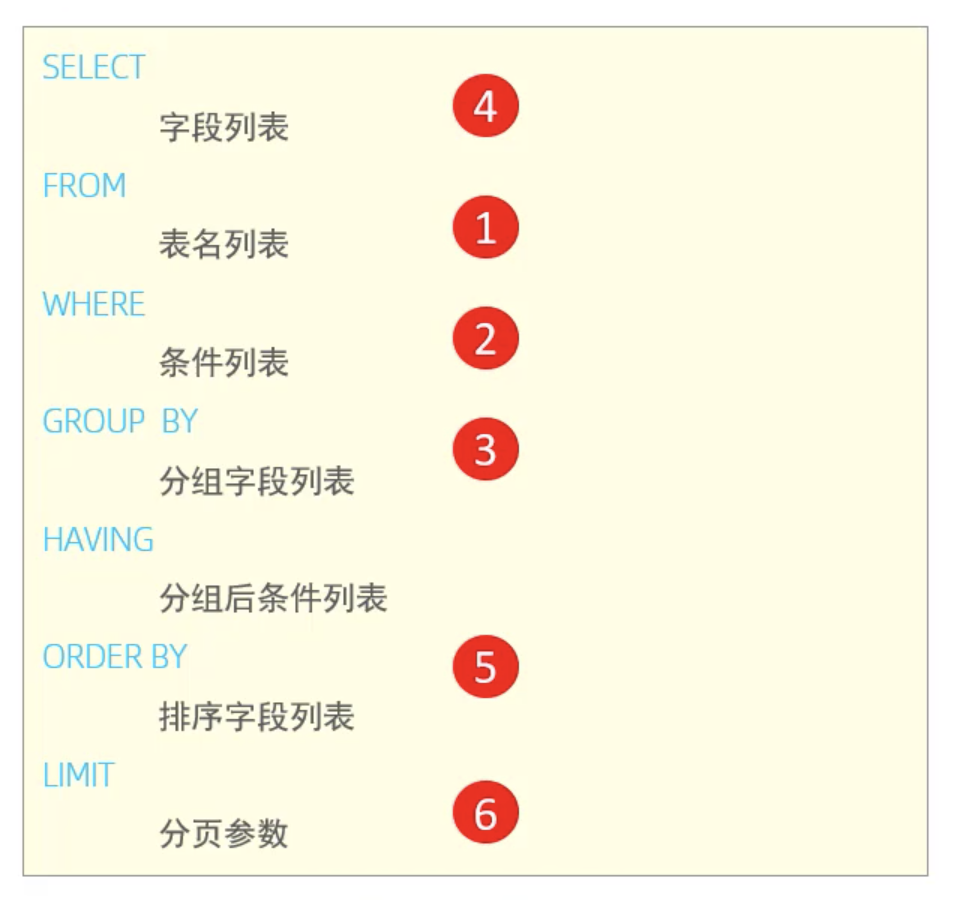 SELECT
字段列表
4
FROM
表名列表
1
WHERE
条件列表
2
GROUP BY
分组字段列表
3
HAVING
分组后条件列表
ORDER BY
排序字段列表
5
LIMIT
分页参数
6